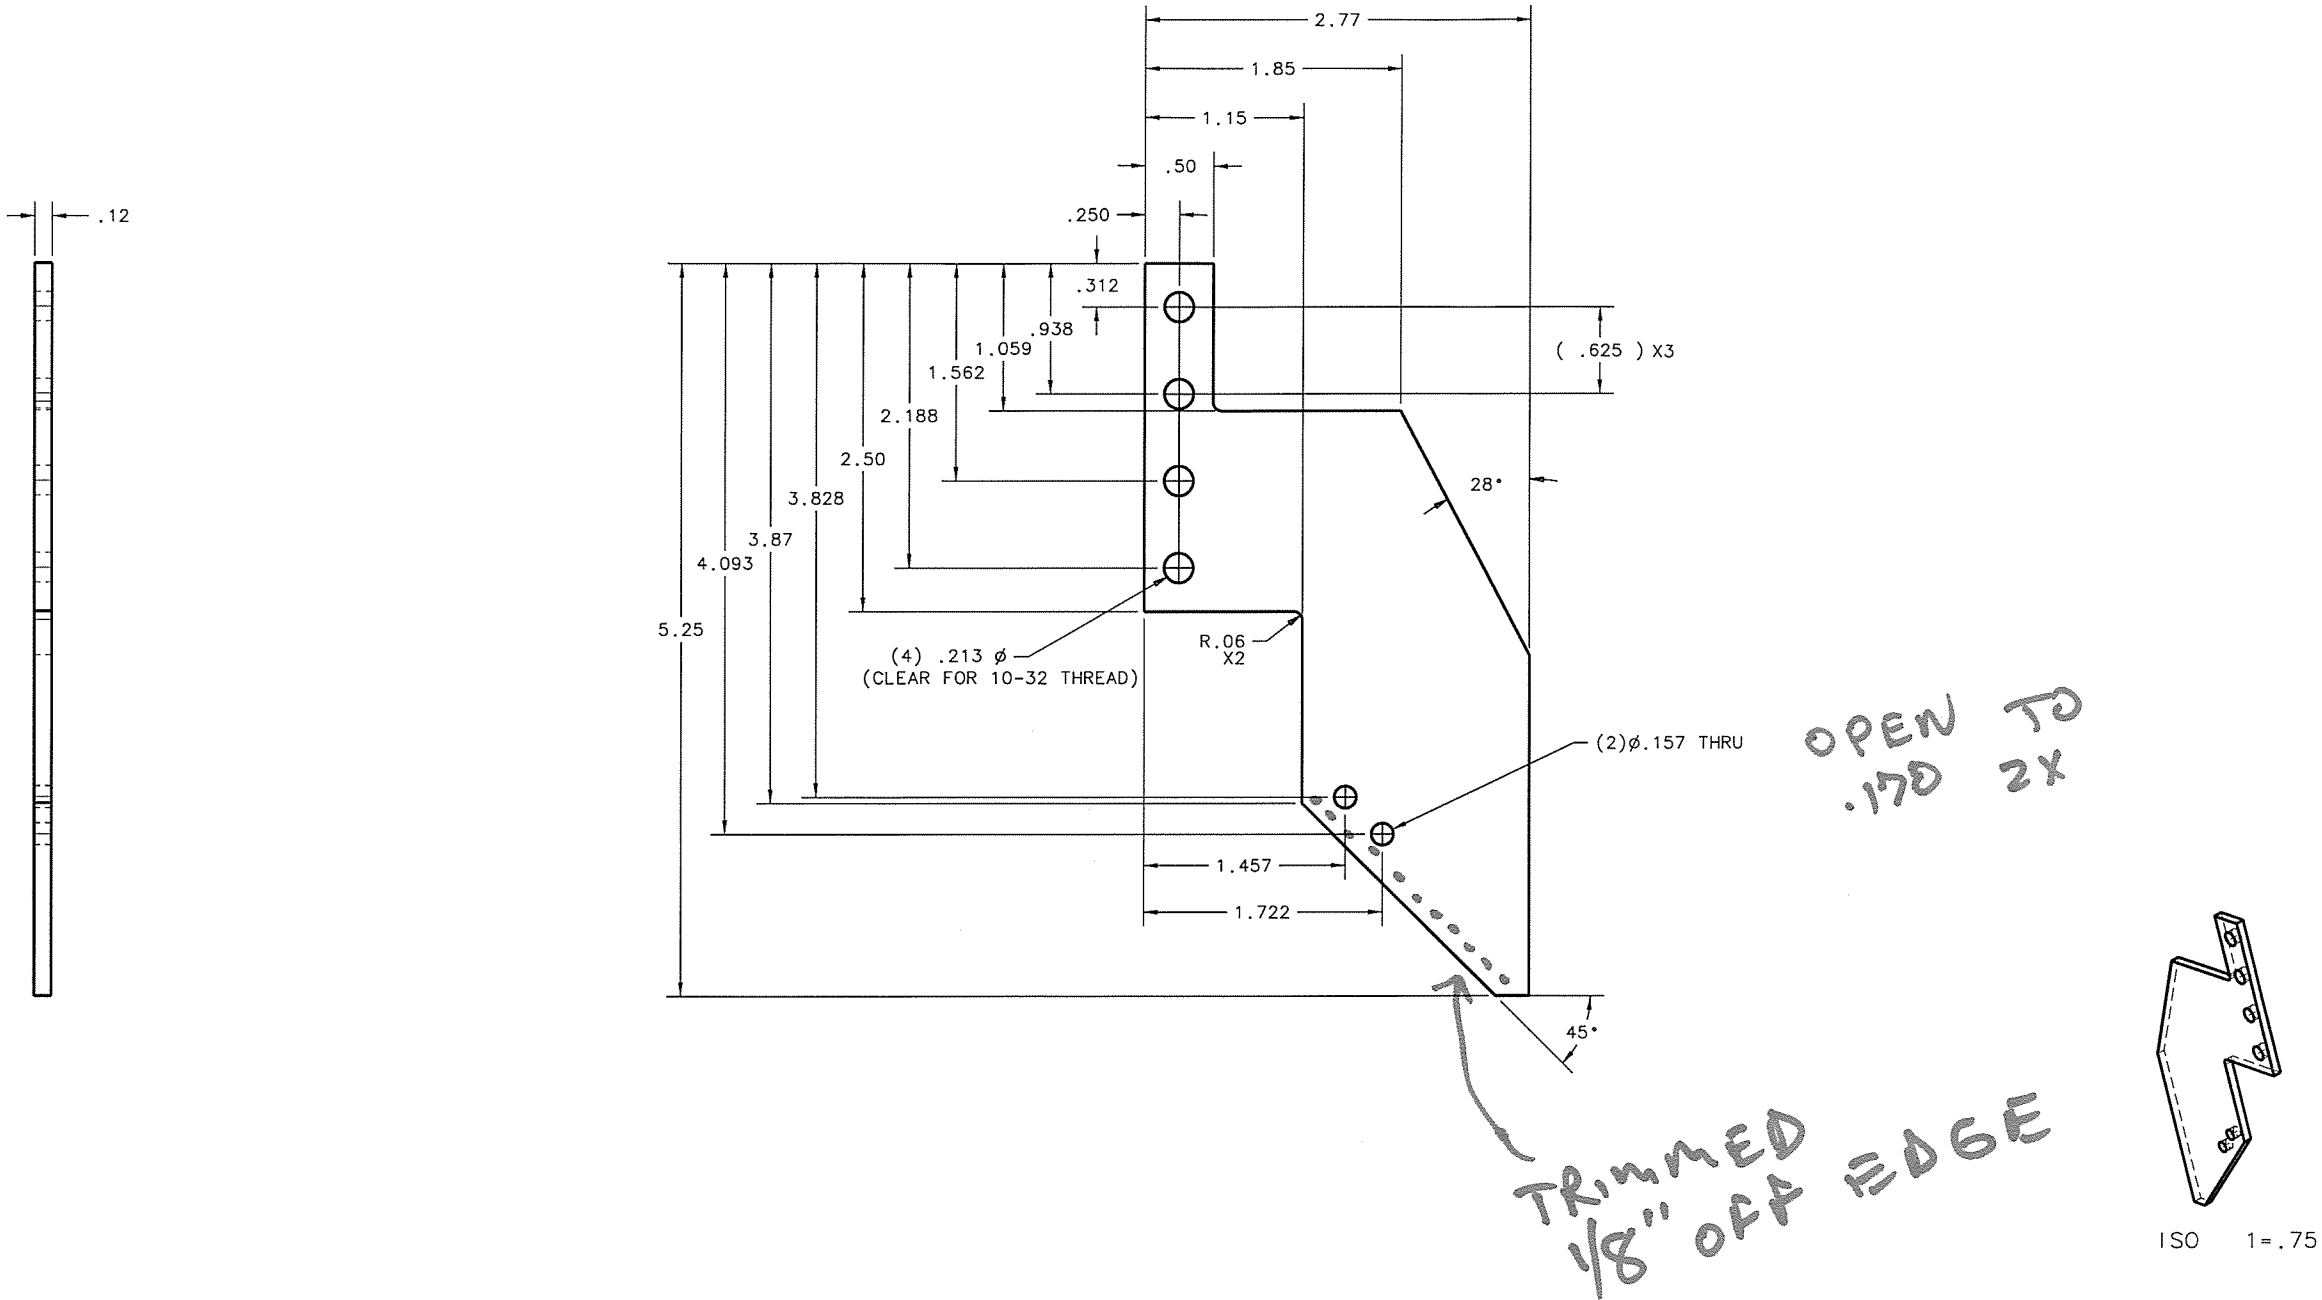 2.77
1.85
1.15
.50
.250
.12
.312
.938
1.059
1.562
2.188
2.50
3.828
3.87
4.093
5.25
( .625 ) X3
28°
(4) .213 ø
(CLEAR FOR 10-32 THREAD)
R.06
X2
(2)ø.157 THRU
OPEN TO
.170 2X
1.457
1.722
45°
TRIMMED
1/8" OFF EDGE
ISO 1=.75